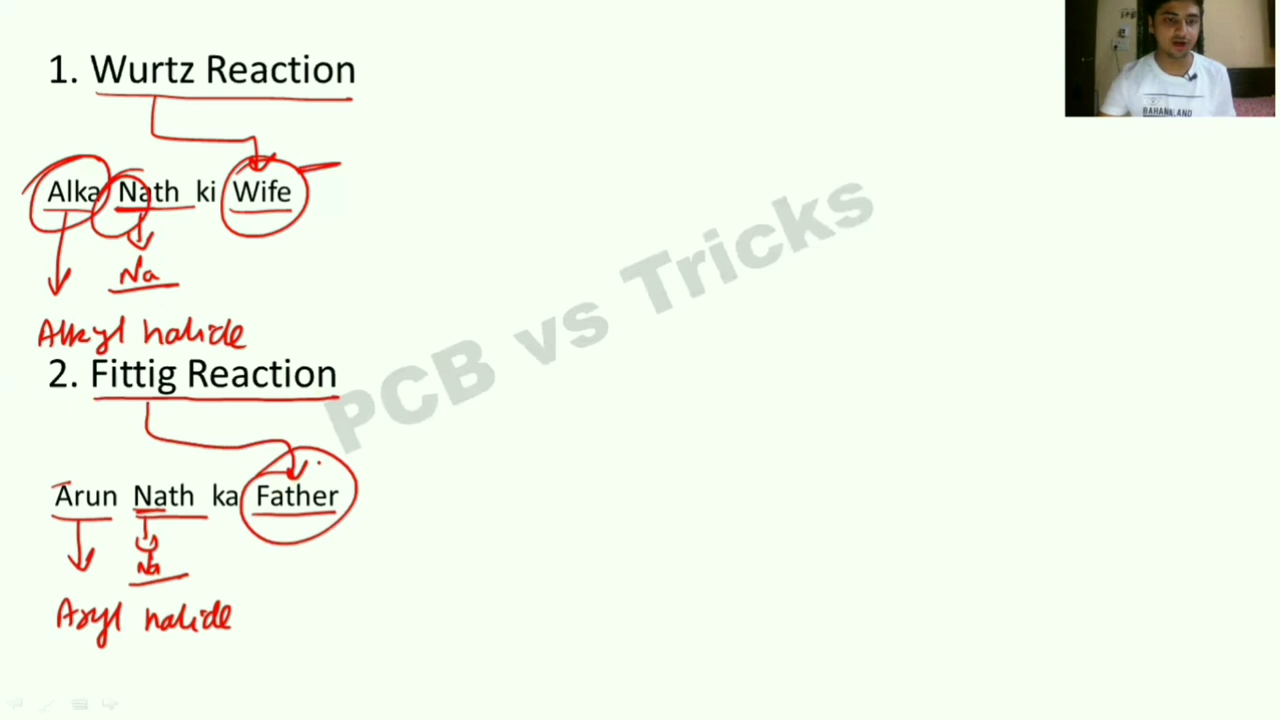 1. Wurtz Reaction
Alka Nath ki Wife
Na
Alkyl halide
2. Fittig Reaction
Arun Nath ka Father
Na
Aryl halide
PCB vs Tricks